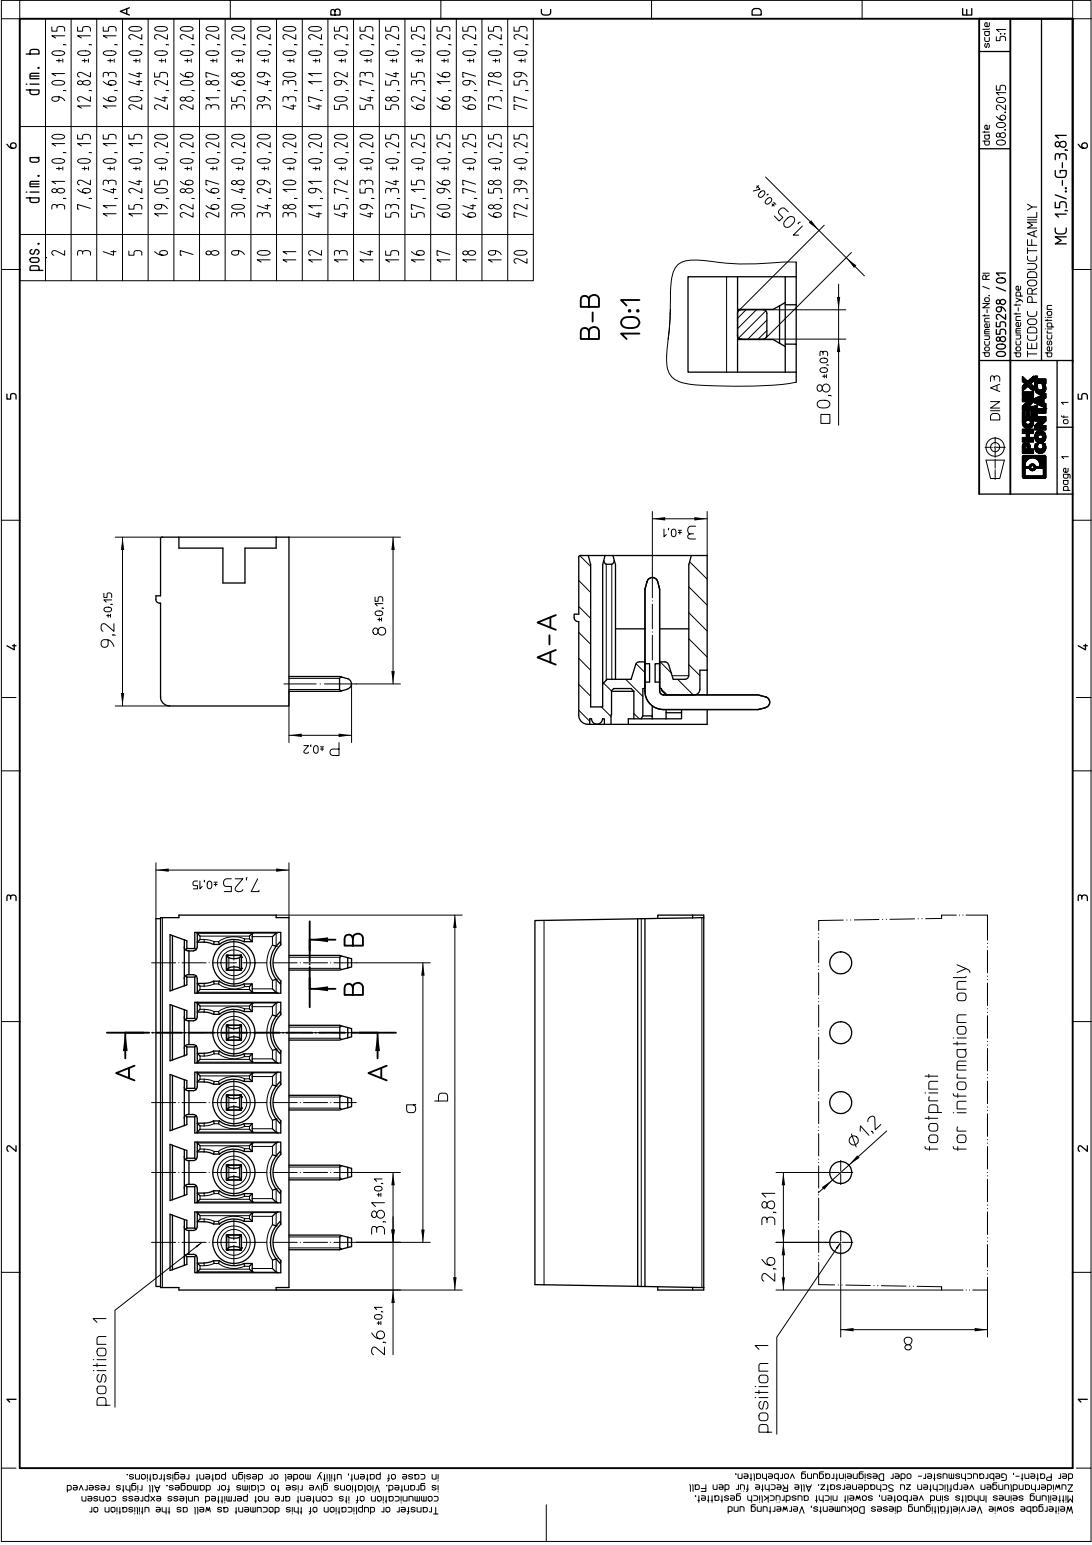 pos. dim. a dim. b
2 3,81 ±0,10 9,01 ±0,15
3 7,62 ±0,15 12,82 ±0,15
4 11,43 ±0,15 16,63 ±0,15
5 15,24 ±0,15 20,44 ±0,20
6 19,05 ±0,20 24,25 ±0,20
7 22,86 ±0,20 28,06 ±0,20
8 26,67 ±0,20 31,87 ±0,20
9 30,48 ±0,20 35,68 ±0,20
10 34,29 ±0,20 39,49 ±0,20
11 38,10 ±0,20 43,30 ±0,20
12 41,91 ±0,20 47,11 ±0,20
13 45,72 ±0,20 50,92 ±0,25
14 49,53 ±0,20 54,73 ±0,25
15 53,34 ±0,25 58,54 ±0,25
16 57,15 ±0,25 62,35 ±0,25
17 60,96 ±0,25 66,16 ±0,25
18 64,77 ±0,25 69,97 ±0,25
19 68,58 ±0,25 73,78 ±0,25
20 72,39 ±0,25 77,59 ±0,25
1 2 3 4 5 6
A
B
C
D
E
1 2 3 4 5 6
position 1
A
A
B B
7,25 ±0,15
3,81 ±0,1
2,6 ±0,1
a
b
9,2 ±0,15
8 ±0,15
P ±0,2
A-A
3 ±0,1
B-B
10:1
1,05 ±0,04
□ 0,8 ±0,03
position 1
2,6
3,81
ø 1,2
8
footprint
for information only
DIN A3
PHOENIX
CONTACT
page 1 of 1
document-No. / RI
00855298 / 01
date
08.06.2015
scale
5:1
document-type
TECDOC PRODUCTFAMILY
description
MC 1,5/..-G-3,81
Transfer or duplication of this document as well as the utilisation or
communication of its content are not permitted unless express consen
is granted. Violations give rise to claims for damages. All rights reserved
in case of patent, utility model or design patent registrations.
Weitergabe sowie Vervielfältigung dieses Dokuments, Verwertung und
Mitteilung seines Inhalts sind verboten, soweit nicht ausdrücklich gestattet.
Zuwiderhandlungen verpflichten zu Schadenersatz. Alle Rechte für den Fall
der Patent-, Gebrauchsmuster- oder Designeintragung vorbehalten.